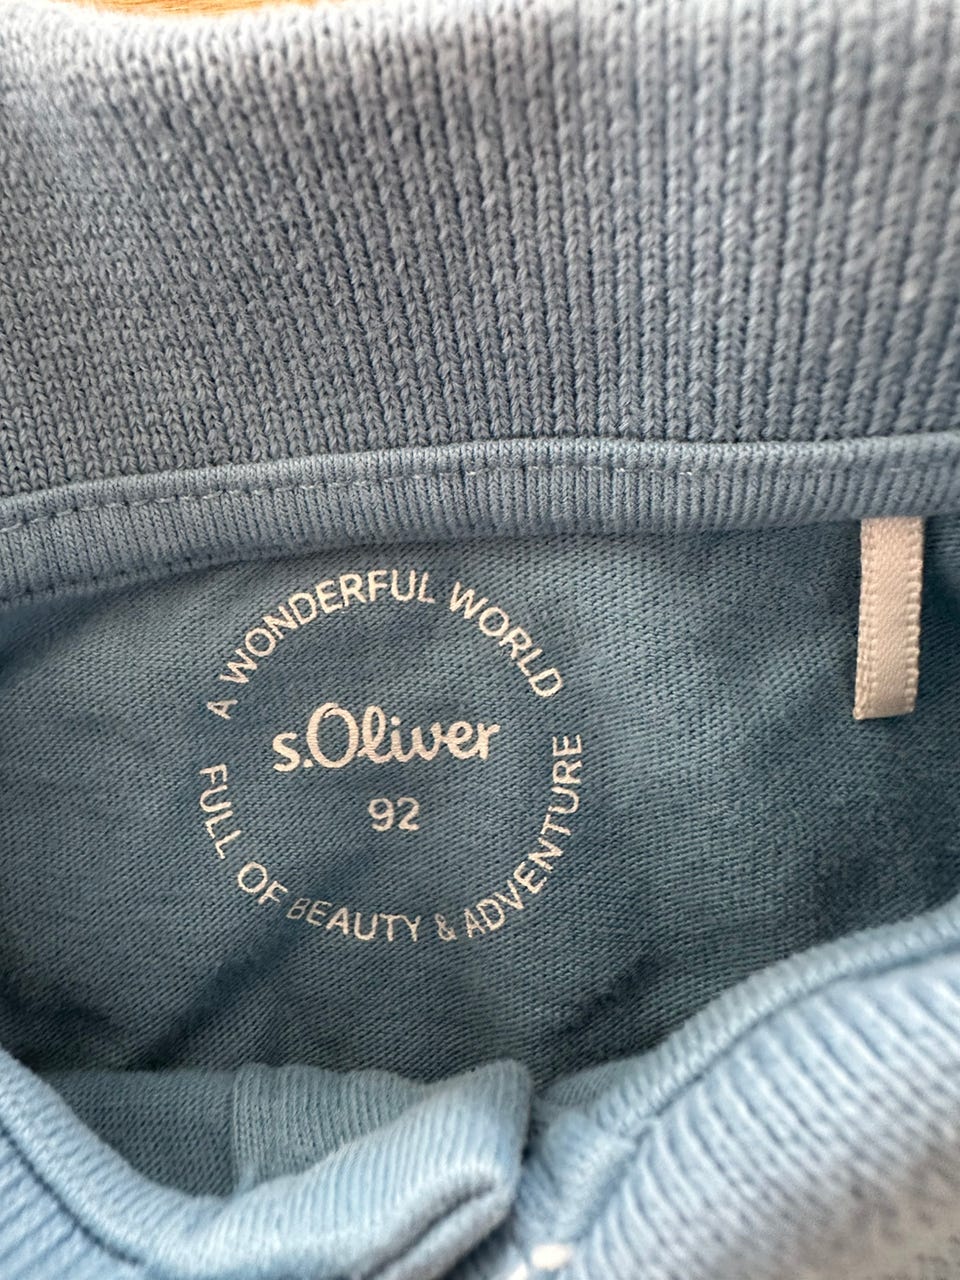 A WONDERFUL WORLD
s.Oliver
92
FULL OF BEAUTY & ADVENTURE